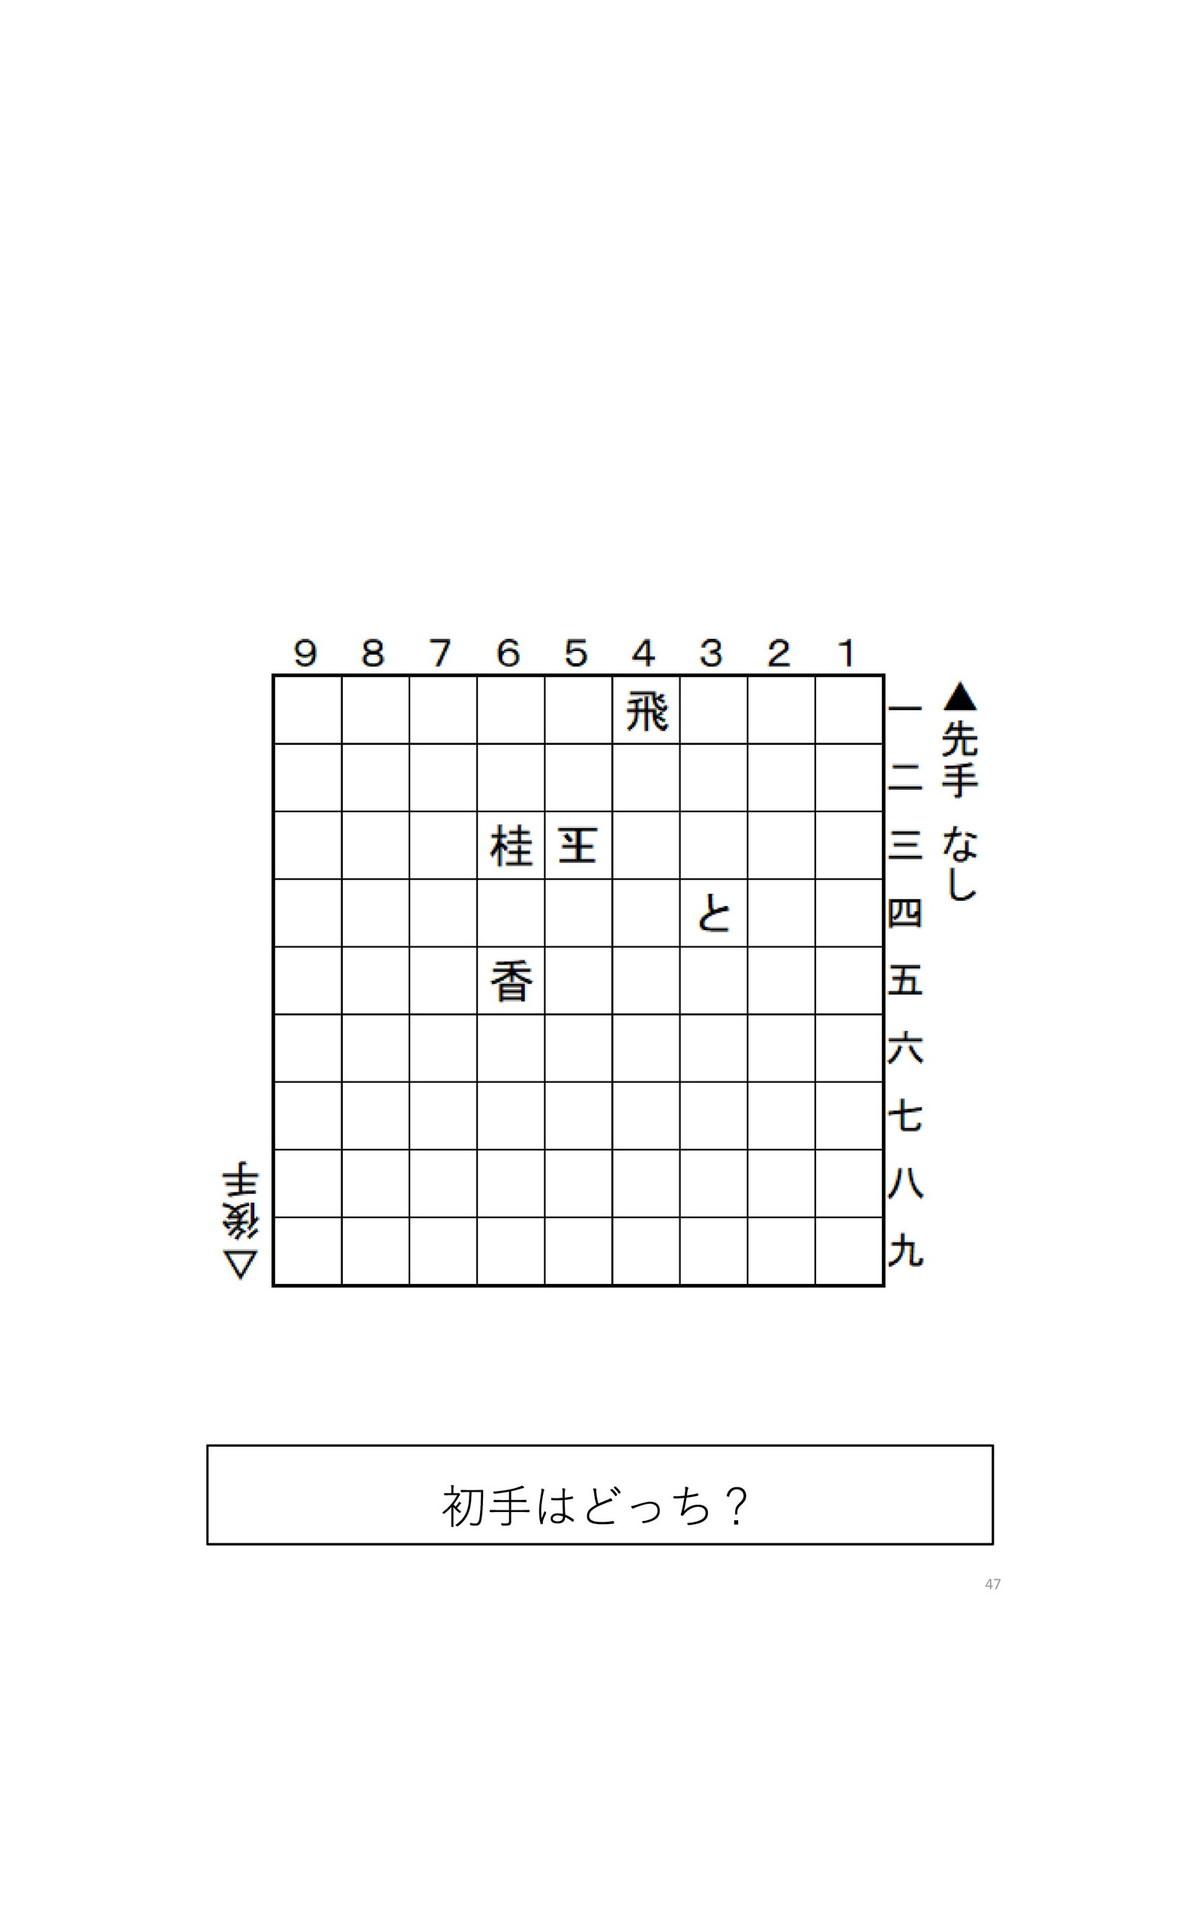 9 8 7 6 5 4 3 2 1
飛 一
二
桂 王 三
と 四
香 五
六
七
八
九
▲先手 なし
△後手
初手はどっち？
47